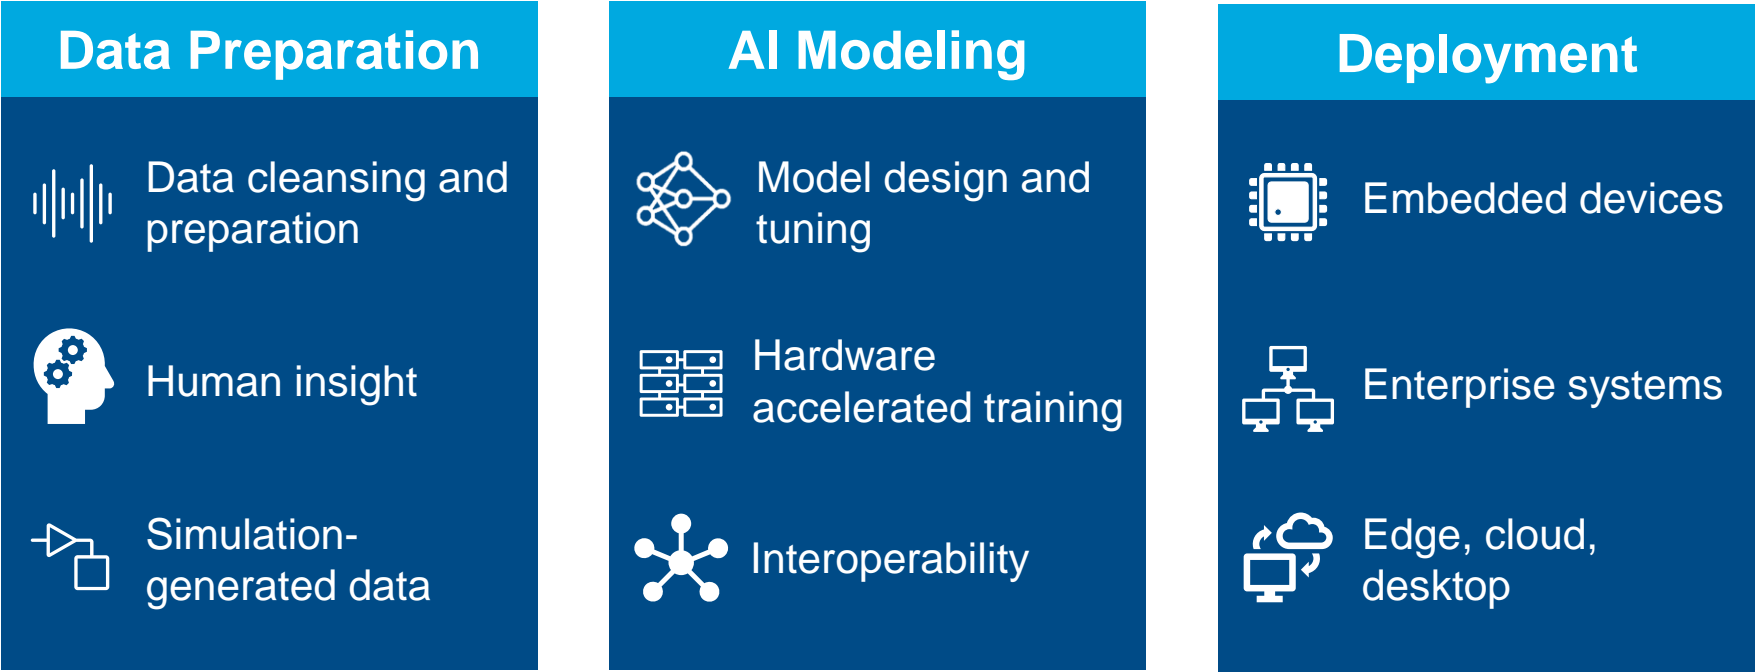 Data Preparation
Data cleansing and
preparation
Human insight
Simulation-
generated data
AI Modeling
Model design and
tuning
Hardware
accelerated training
Interoperability
Deployment
Embedded devices
Enterprise systems
Edge, cloud,
desktop